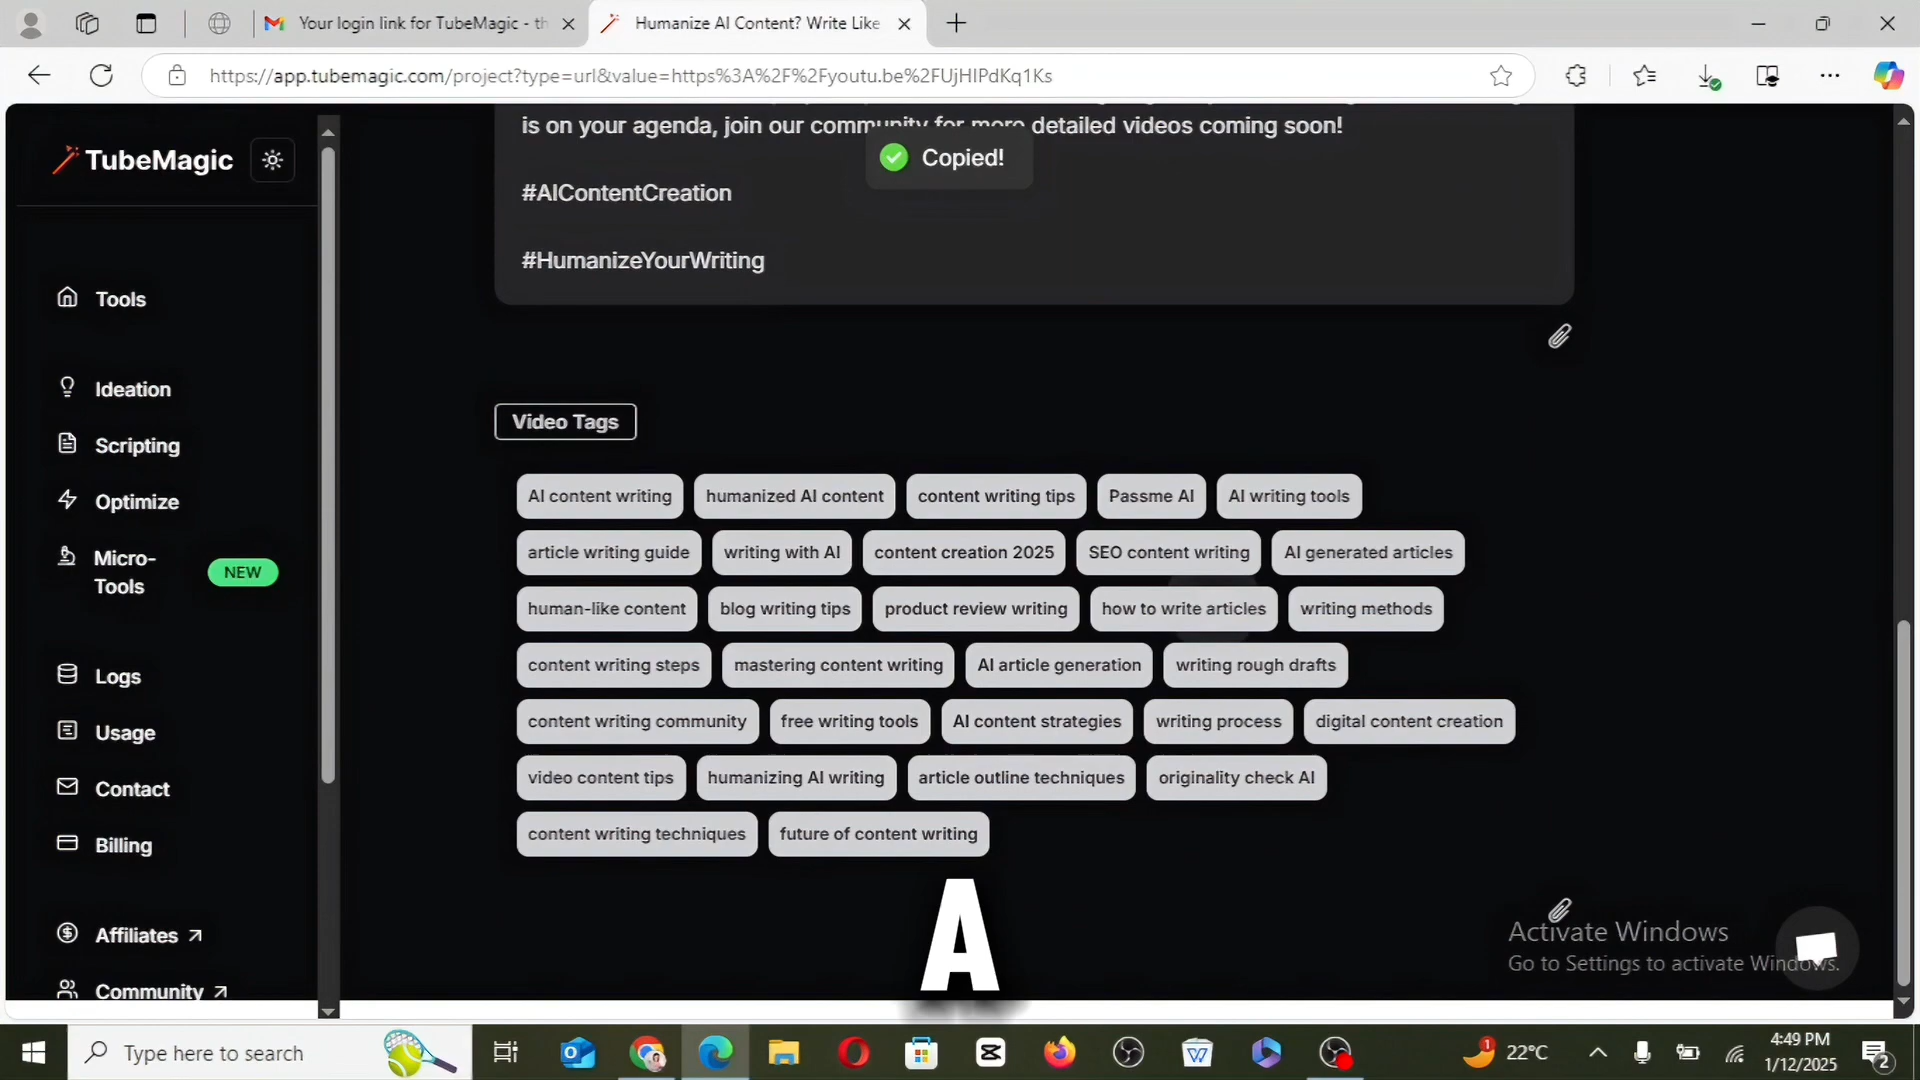 Your login link for TubeMagic - th
Humanize AI Content? Write Like
https://app.tubemagic.com/project?type=url&value=https%3A%2F%2Fyoutu.be%2FUjHIPdKq1Ks
TubeMagic
is on your agenda, join our community for more detailed videos coming soon!
Copied!
#AIContentCreation
#HumanizeYourWriting
Tools
Ideation
Scripting
Optimize
Micro-
Tools
NEW
Logs
Usage
Contact
Billing
Affiliates
Community
Video Tags
AI content writing humanized AI content content writing tips Passme AI AI writing tools
article writing guide writing with AI content creation 2025 SEO content writing AI generated articles
human-like content blog writing tips product review writing how to write articles writing methods
content writing steps mastering content writing AI article generation writing rough drafts
content writing community free writing tools AI content strategies writing process digital content creation
video content tips humanizing AI writing article outline techniques originality check AI
content writing techniques future of content writing
A
Activate Windows
Go to Settings to activate Windows.
Type here to search
1
22°C
4:49 PM
1/12/2025
2